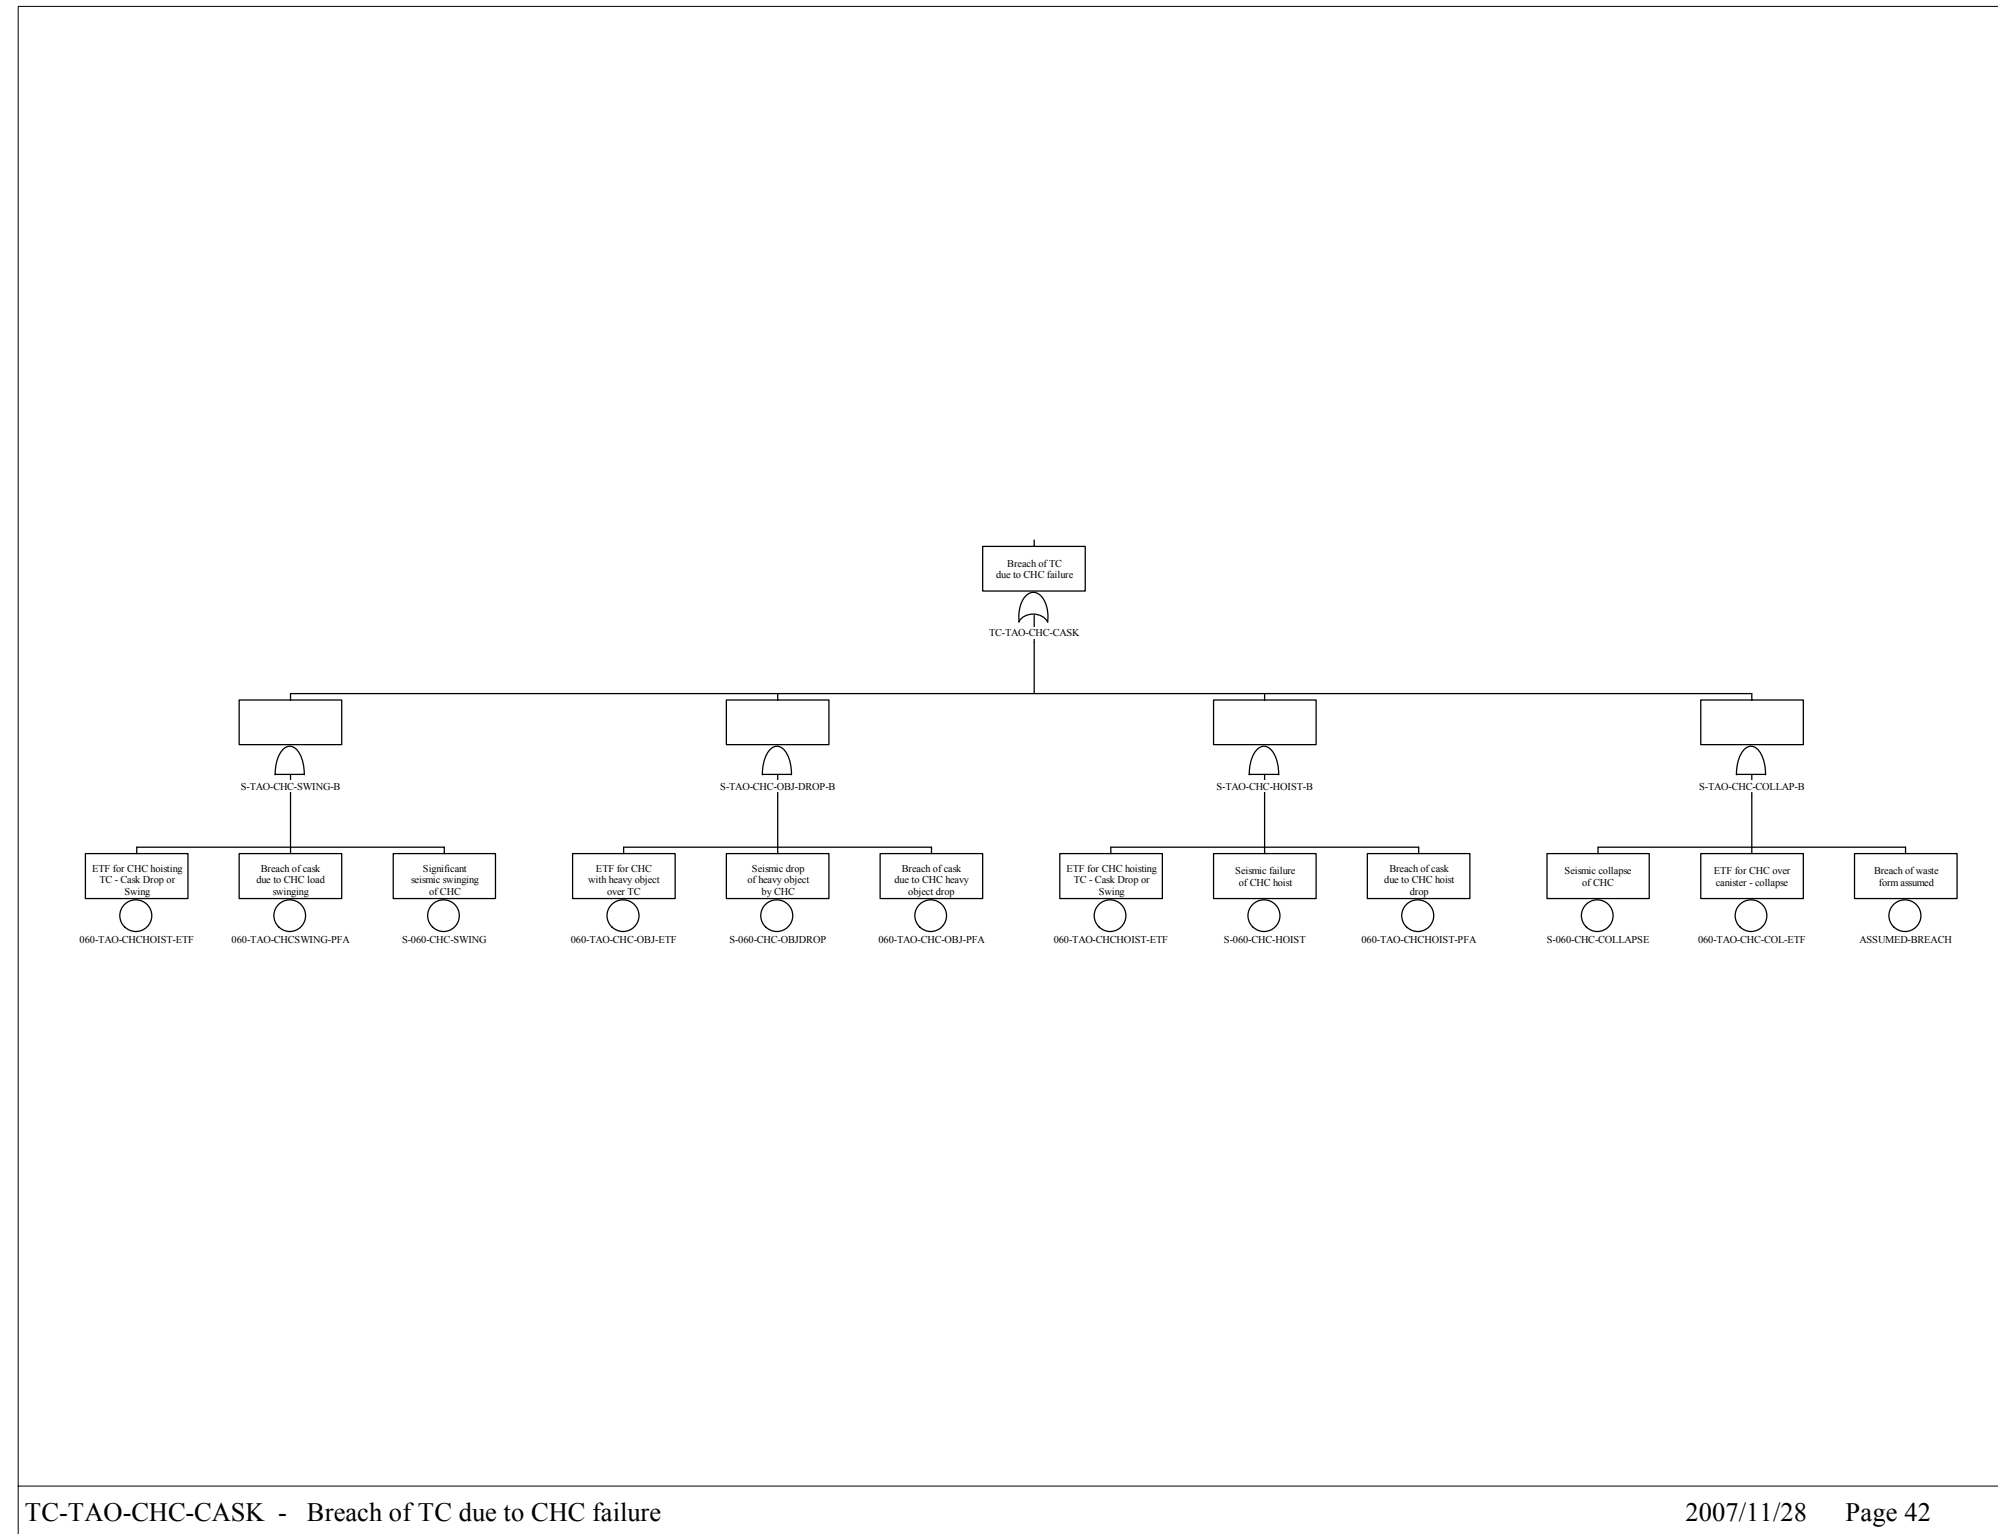 Breach of TC
due to CHC failure
TC-TAO-CHC-CASK
S-TAO-CHC-SWING-B
S-TAO-CHC-OBJ-DROP-B
S-TAO-CHC-HOIST-B
S-TAO-CHC-COLLAP-B
ETF for CHC hoisting
TC - Cask Drop or
Swing
060-TAO-CHCHOIST-ETF
Breach of cask
due to CHC load
swinging
060-TAO-CHCSWING-PFA
Significant
seismic swinging
of CHC
S-060-CHC-SWING
ETF for CHC
with heavy object
over TC
060-TAO-CHC-OBJ-ETF
Seismic drop
of heavy object
by CHC
S-060-CHC-OBJDROP
Breach of cask
due to CHC heavy
object drop
060-TAO-CHC-OBJ-PFA
ETF for CHC hoisting
TC - Cask Drop or
Swing
060-TAO-CHCHOIST-ETF
Seismic failure
of CHC hoist
S-060-CHC-HOIST
Breach of cask
due to CHC hoist
drop
060-TAO-CHCHOIST-PFA
Seismic collapse
of CHC
S-060-CHC-COLLAPSE
ETF for CHC over
canister - collapse
060-TAO-CHC-COL-ETF
Breach of waste
form assumed
ASSUMED-BREACH
TC-TAO-CHC-CASK - Breach of TC due to CHC failure
2007/11/28 Page 42